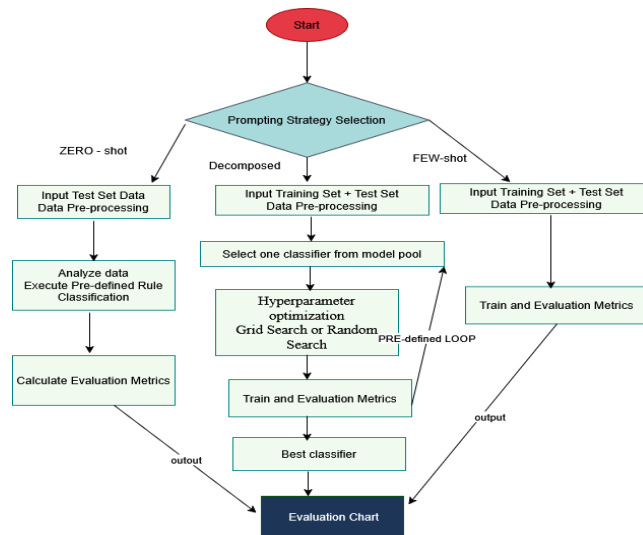 Start
Prompting Strategy Selection
ZERO - shot
Decomposed
FEW-shot
Input Test Set Data
Data Pre-processing
Input Training Set + Test Set
Data Pre-processing
Input Training Set + Test Set
Data Pre-processing
Select one classifier from model pool
Analyze data
Execute Pre-defined Rule
Classification
Hyperparameter
optimization
Grid Search or Random
Search
Train and Evaluation Metrics
PRE-defined LOOP
Calculate Evaluation Metrics
Train and Evaluation Metrics
output
Best classifier
outout
Evaluation Chart